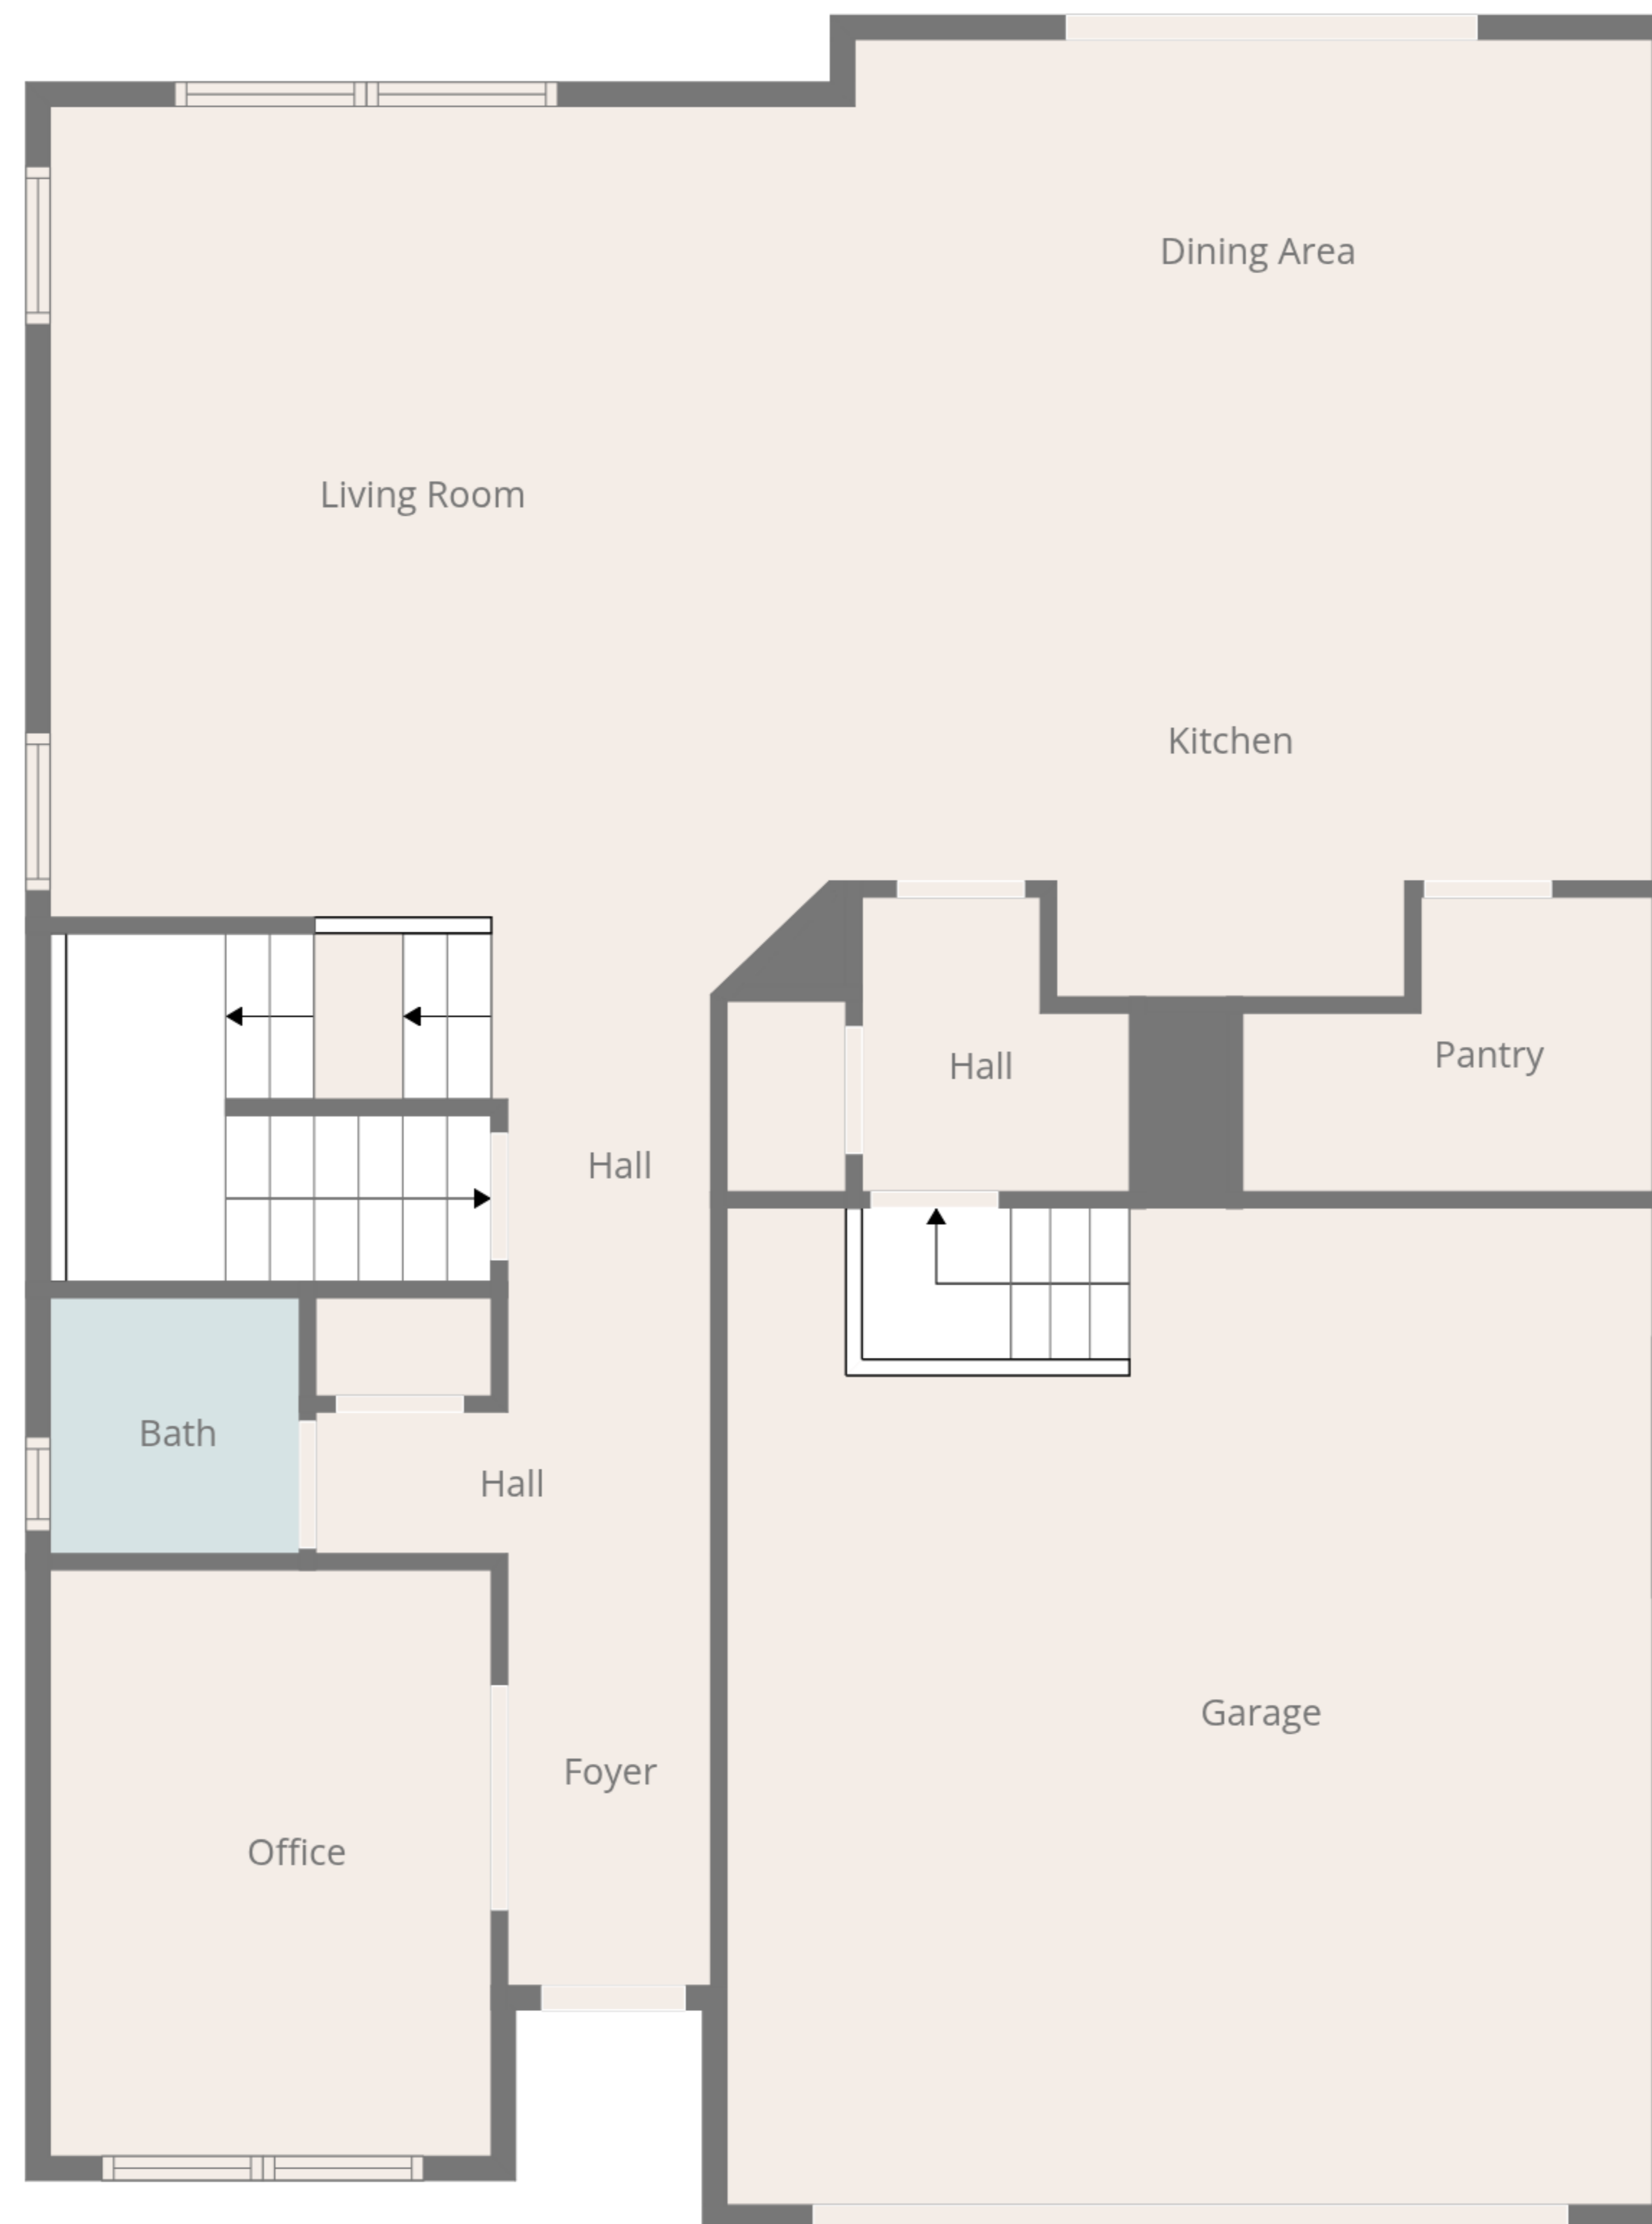 Dining Area
Living Room
Kitchen
Hall
Pantry
Hall
Bath
Hall
Garage
Foyer
Office